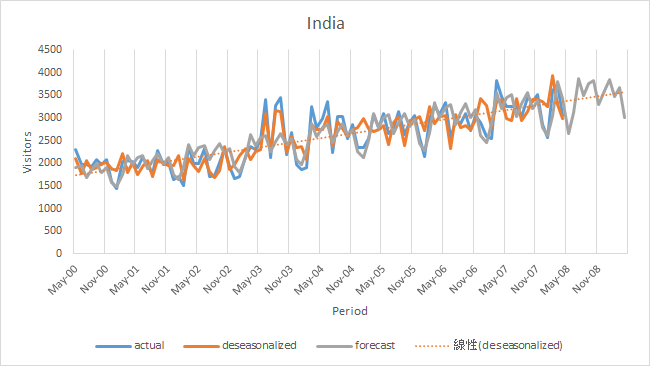 India
4500
4000
3500
3000
2500
2000
1500
1000
500
0
Visitors
May-00
Nov-00
May-01
Nov-01
May-02
Nov-02
May-03
Nov-03
May-04
Nov-04
May-05
Nov-05
May-06
Nov-06
May-07
Nov-07
May-08
Nov-08
Period
actual
deseasonalized
forecast
線性(deseasonalized)